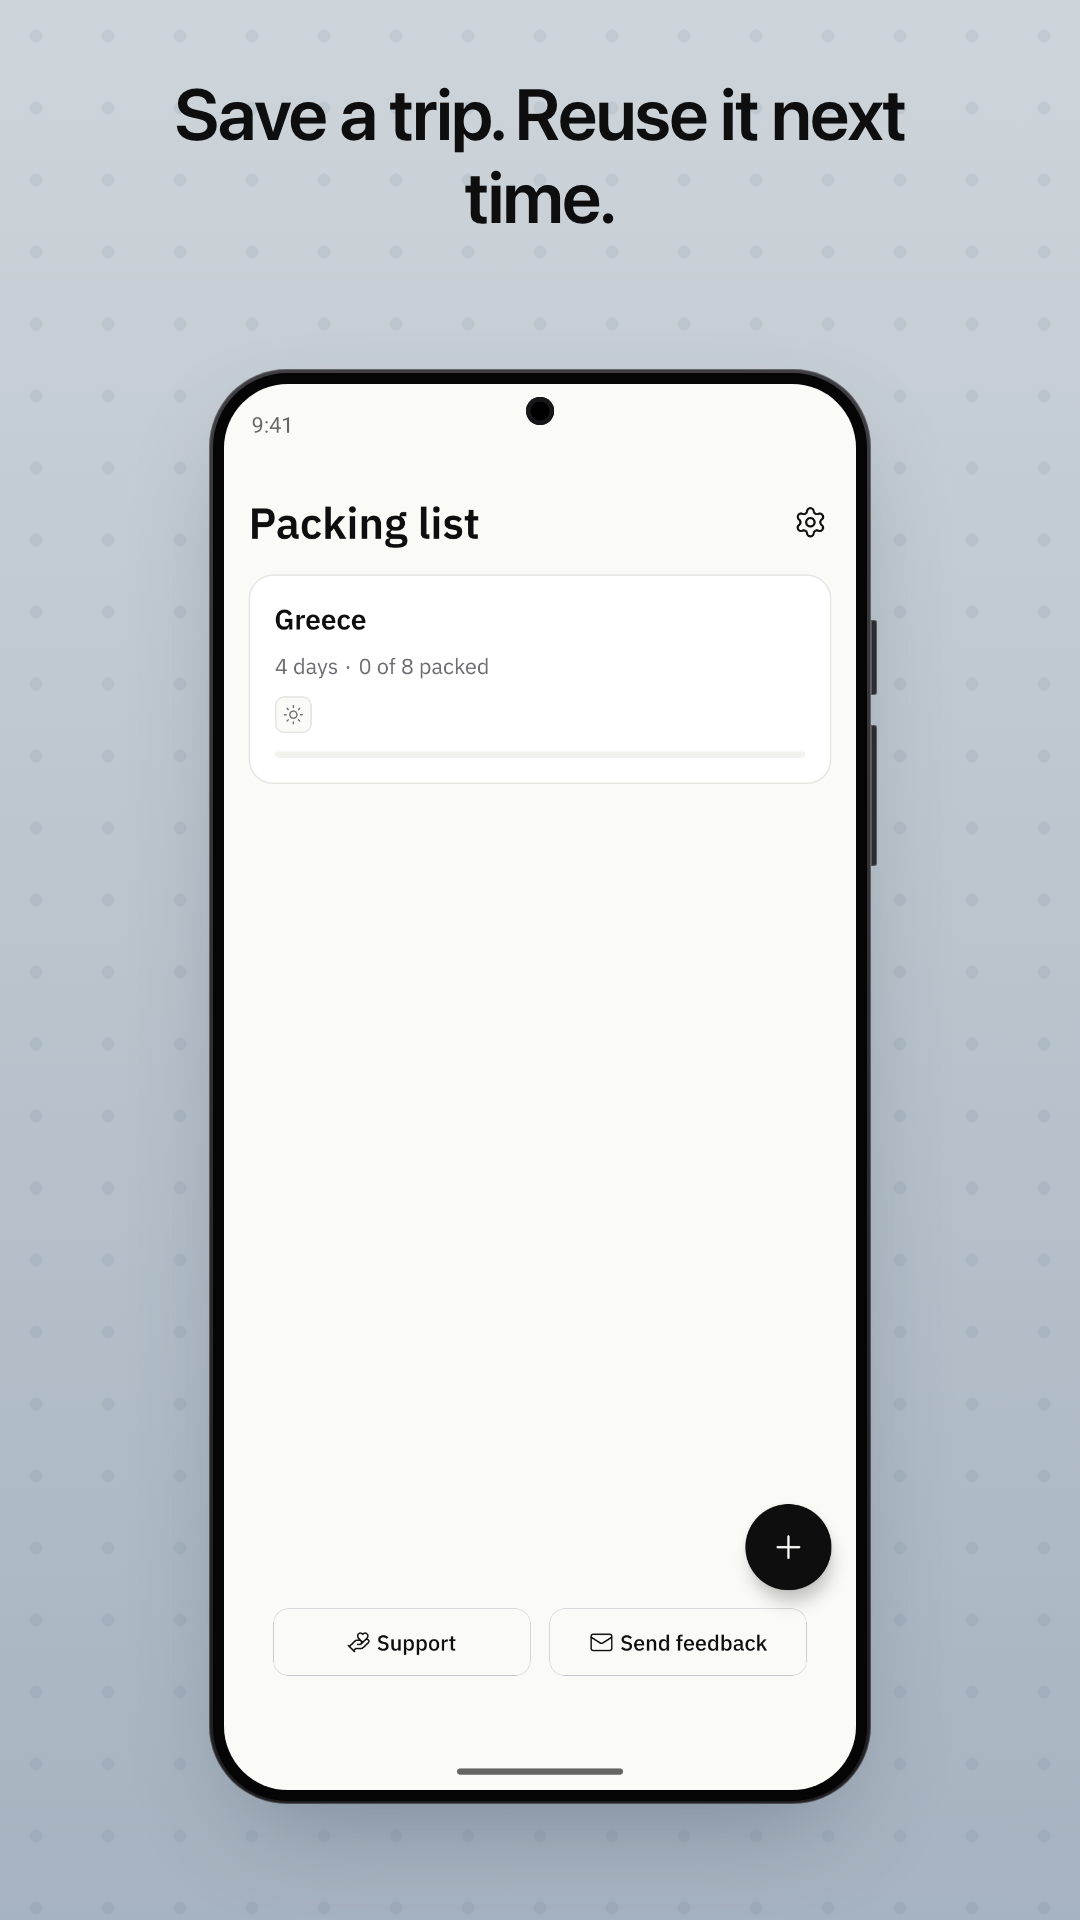 Save a trip. Reuse it next
time.
9:41
Packing list
Greece
4 days · 0 of 8 packed
Support
Send feedback